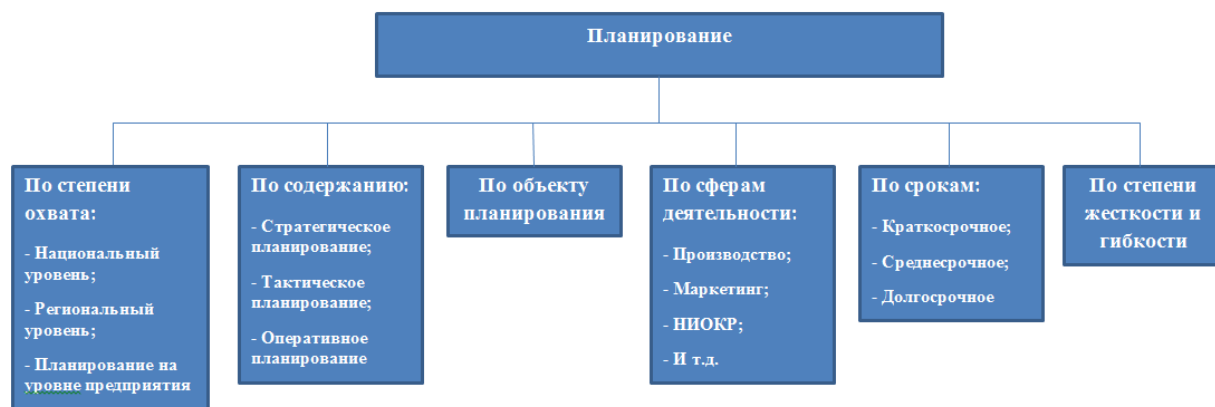 Планирование
По степени
охвата:
- Национальный
уровень;
- Региональный
уровень;
- Планирование на
уровне предприятия
По содержанию:
- Стратегическое
планирование;
- Тактическое
планирование;
- Оперативное
планирование
По объекту
планирования
По сферам
деятельности:
- Производство;
- Маркетинг;
- НИОКР;
- И т.д.
По срокам:
- Краткосрочное;
- Среднесрочное;
- Долгосрочное
По степени
жесткости и
гибкости